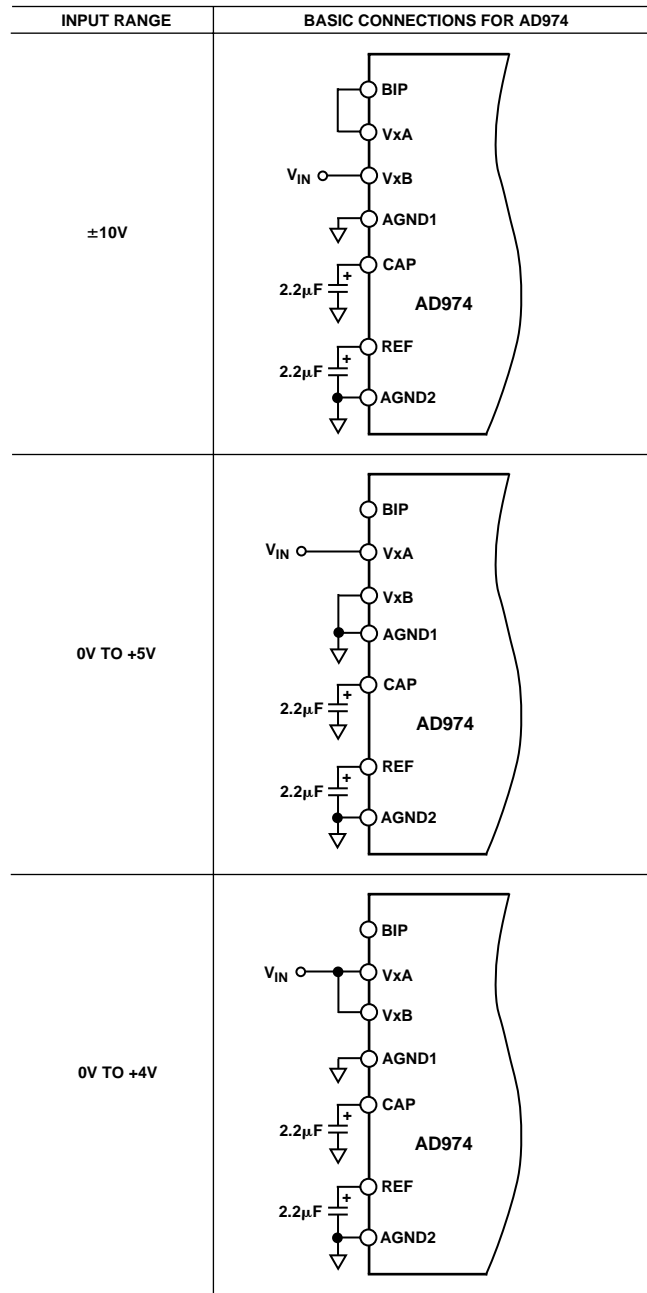 INPUT RANGE
BASIC CONNECTIONS FOR AD974
±10V
BIP
VxA
VIN
VxB
AGND1
CAP
+
2.2μF
AD974
REF
+
2.2μF
AGND2
0V TO +5V
BIP
VIN
VxA
VxB
AGND1
CAP
+
2.2μF
AD974
REF
+
2.2μF
AGND2
0V TO +4V
BIP
VIN
VxA
VxB
AGND1
CAP
+
2.2μF
AD974
REF
+
2.2μF
AGND2